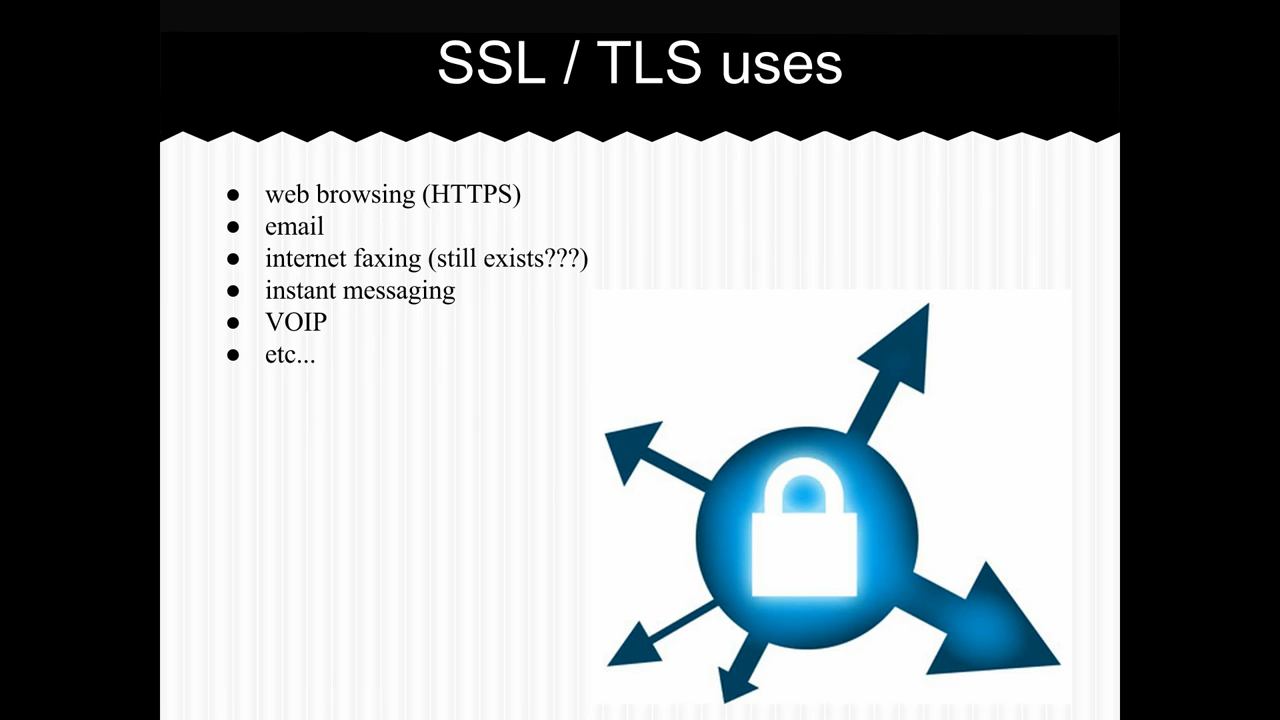 SSL / TLS uses
● web browsing (HTTPS)
● email
● internet faxing (still exists???)
● instant messaging
● VOIP
● etc...